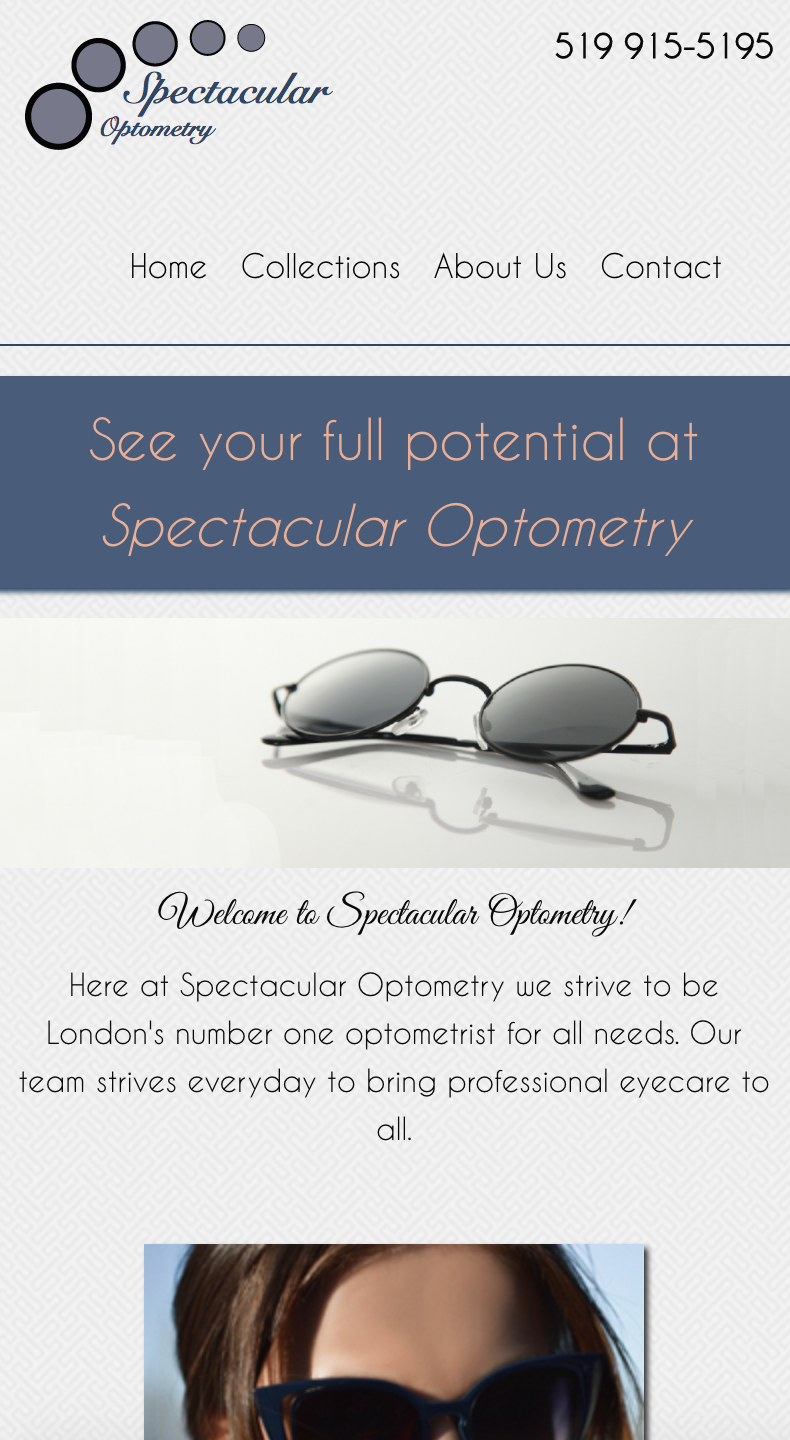 Spectacular
Optometry
519 915-5195
Home Collections About Us Contact
See your full potential at
Spectacular Optometry
Welcome to Spectacular Optometry!
Here at Spectacular Optometry we strive to be
London's number one optometrist for all needs. Our
team strives everyday to bring professional eyecare to
all.